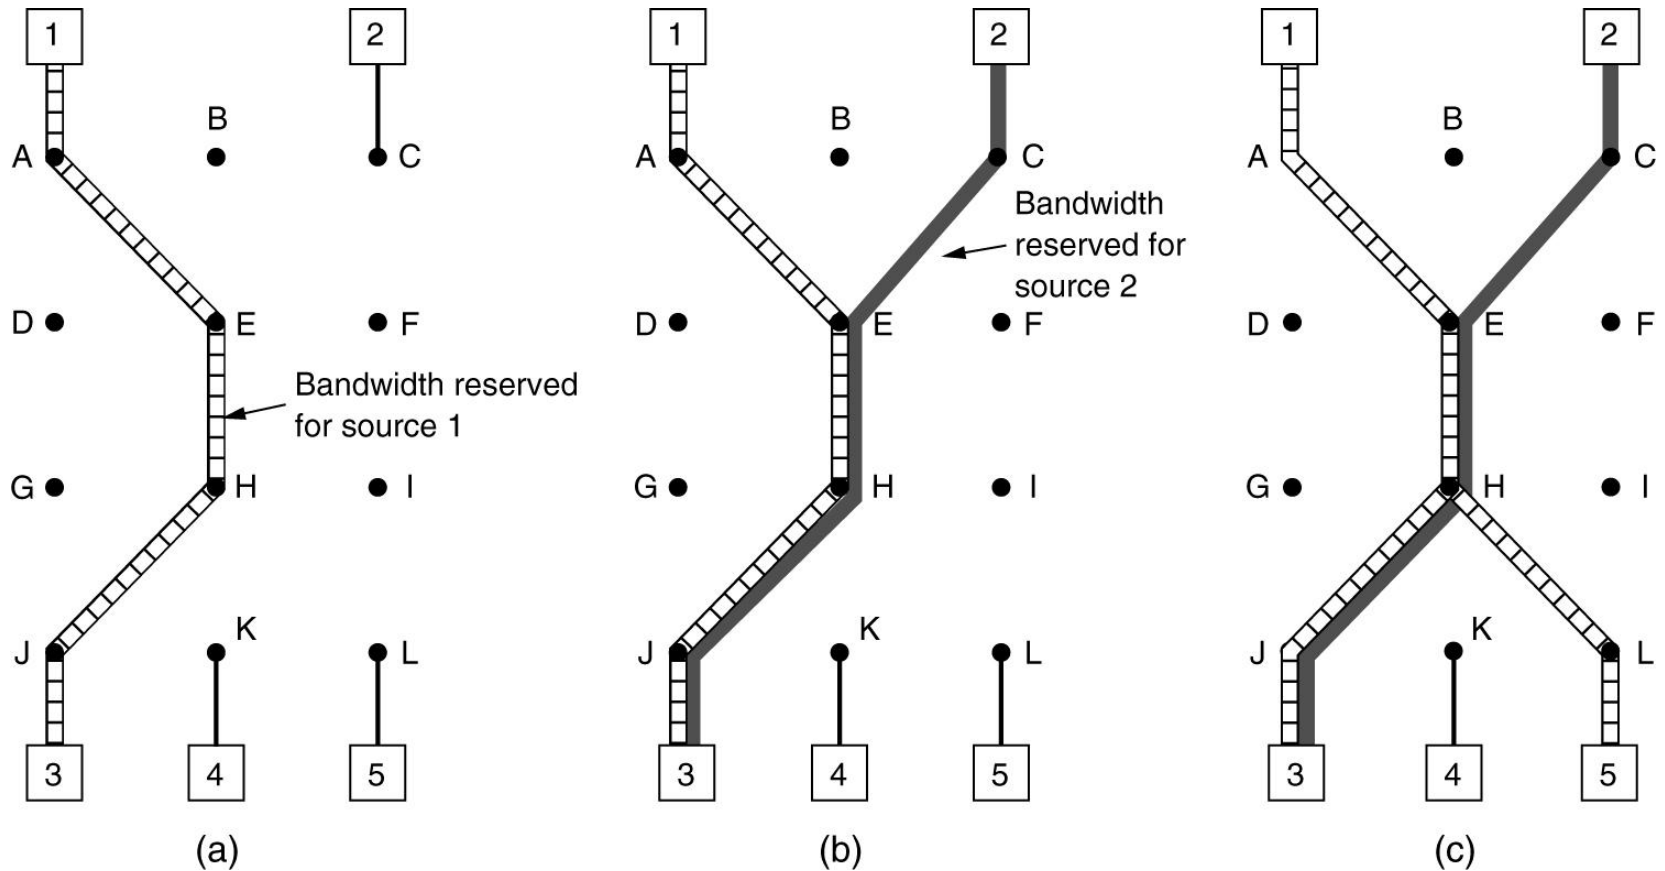 1
2
B
A
C
D
E
F
Bandwidth reserved
for source 1
G
H
I
J
K
L
3
4
5
(a)
1
2
B
A
C
Bandwidth
reserved for
source 2
D
E
F
G
H
I
J
K
L
3
4
5
(b)
1
2
B
A
C
D
E
F
G
H
I
J
K
L
3
4
5
(c)